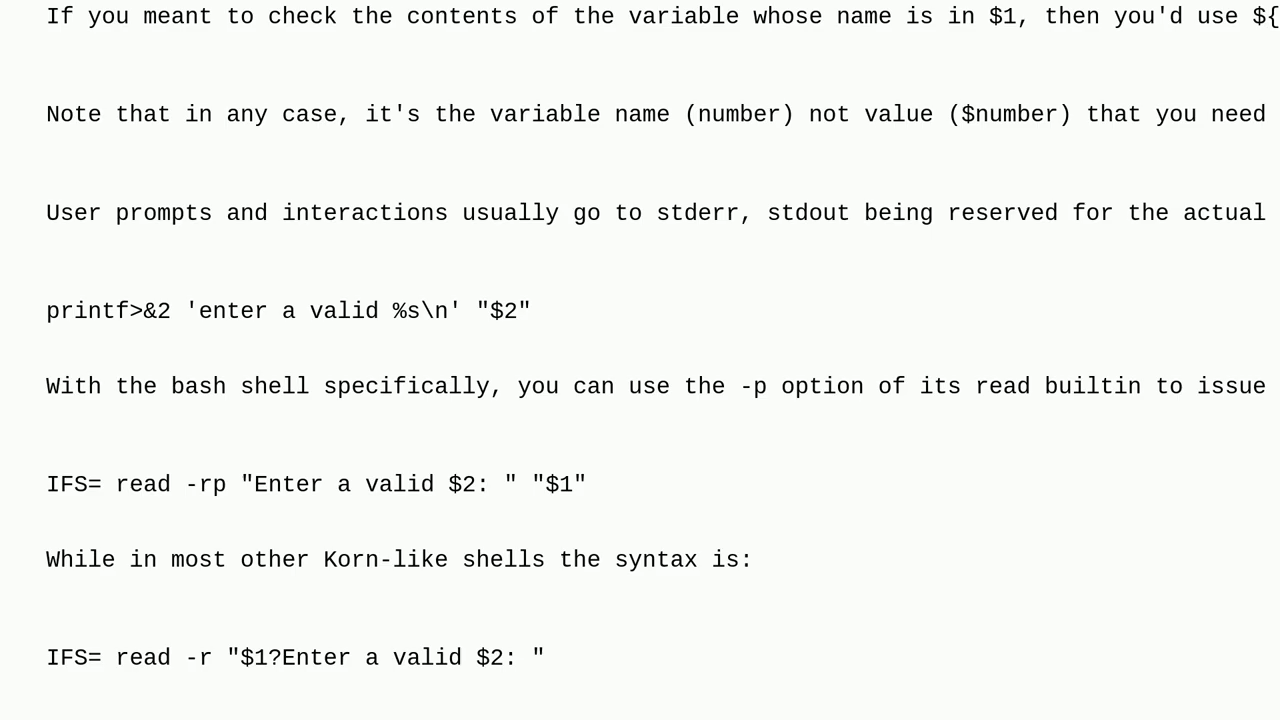 If you meant to check the contents of the variable whose name is in $1, then you'd use ${
Note that in any case, it's the variable name (number) not value ($number) that you need
User prompts and interactions usually go to stderr, stdout being reserved for the actual
printf>&2 'enter a valid %s\n' "$2"
With the bash shell specifically, you can use the -p option of its read builtin to issue
IFS= read -rp "Enter a valid $2: " "$1"
While in most other Korn-like shells the syntax is:
IFS= read -r "$1?Enter a valid $2: "